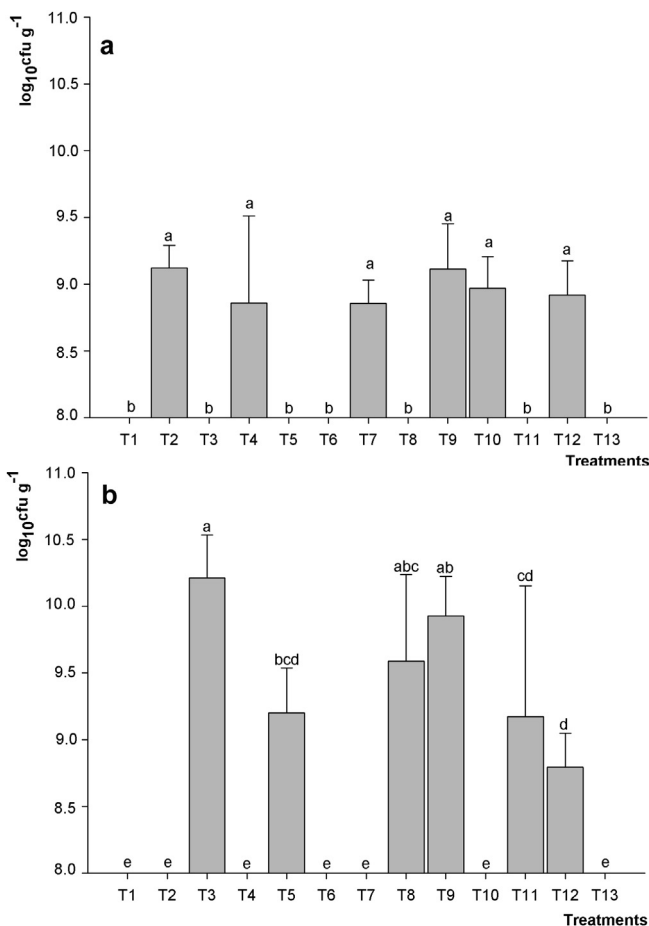 log₁₀cfu g⁻¹
a
11.0
10.5
10.0
9.5
9.0
8.5
8.0
b a b a b b a b a a b a b
T1 T2 T3 T4 T5 T6 T7 T8 T9 T10 T11 T12 T13
Treatments
log₁₀cfu g⁻¹
b
11.0
10.5
10.0
9.5
9.0
8.5
8.0
e e a e bcd e e abc ab e cd d e
T1 T2 T3 T4 T5 T6 T7 T8 T9 T10 T11 T12 T13
Treatments